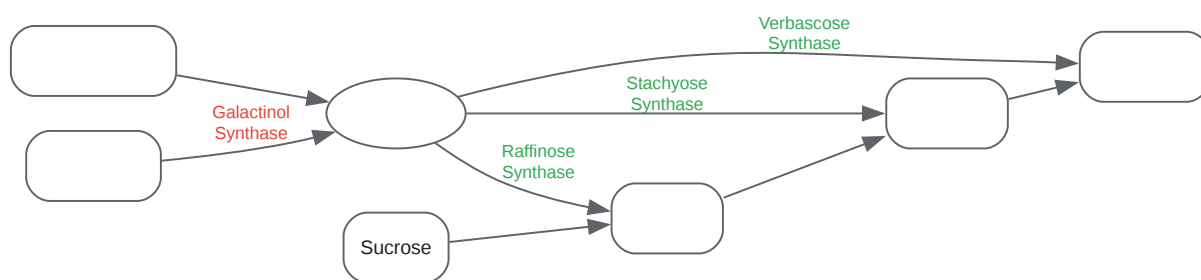 Verbascose
Synthase
Stachyose
Synthase
Galactinol
Synthase
Raffinose
Synthase
Sucrose